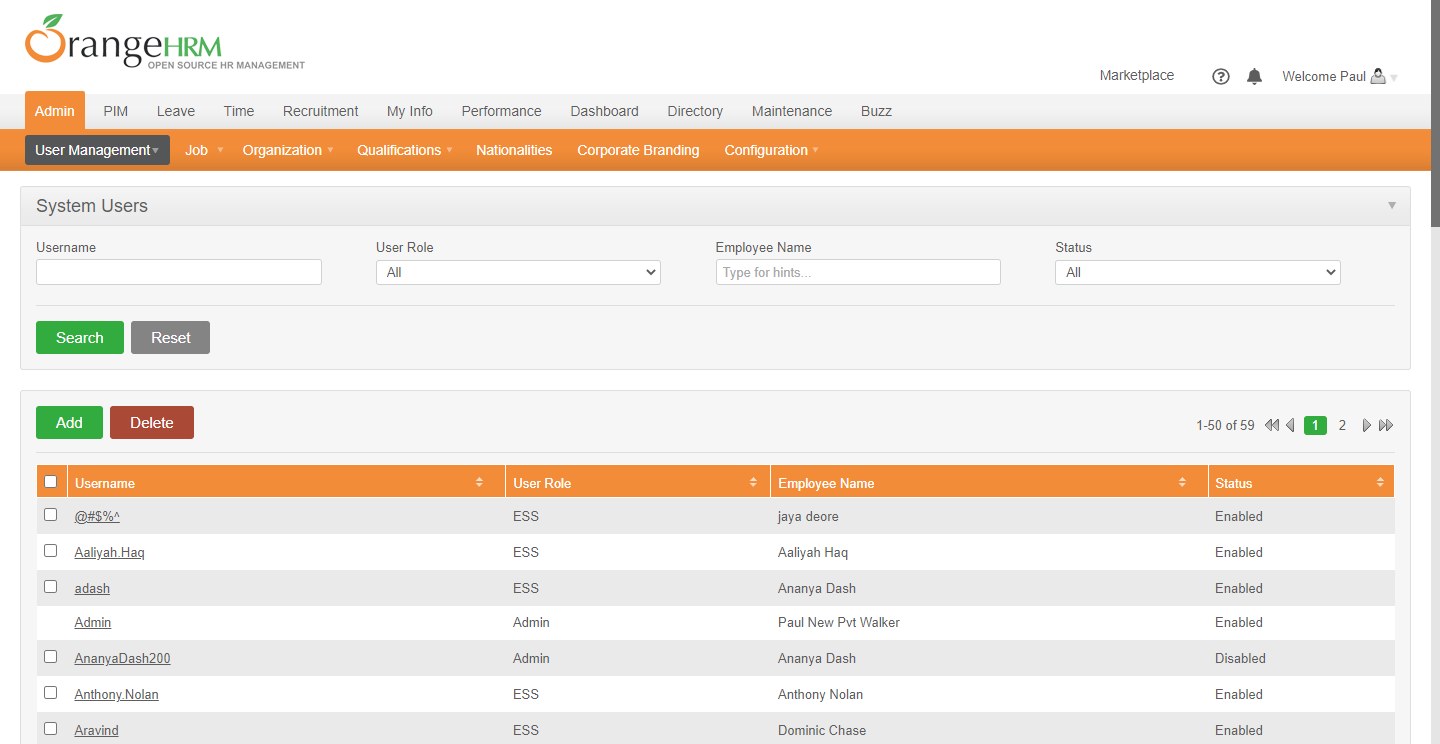 OrangeHRM
OPEN SOURCE HR MANAGEMENT
Marketplace ? Welcome Paul
Admin PIM Leave Time Recruitment My Info Performance Dashboard Directory Maintenance Buzz
User Management Job Organization Qualifications Nationalities Corporate Branding Configuration
System Users
Username User Role Employee Name Status
All Type for hints... All
Search Reset
Add Delete 1-50 of 59 1 2
Username User Role Employee Name Status
@#$%^ ESS jaya deore Enabled
Aaliyah.Haq ESS Aaliyah Haq Enabled
adash ESS Ananya Dash Enabled
Admin Admin Paul New Pvt Walker Enabled
AnanyaDash200 Admin Ananya Dash Disabled
Anthony.Nolan ESS Anthony Nolan Enabled
Aravind ESS Dominic Chase Enabled